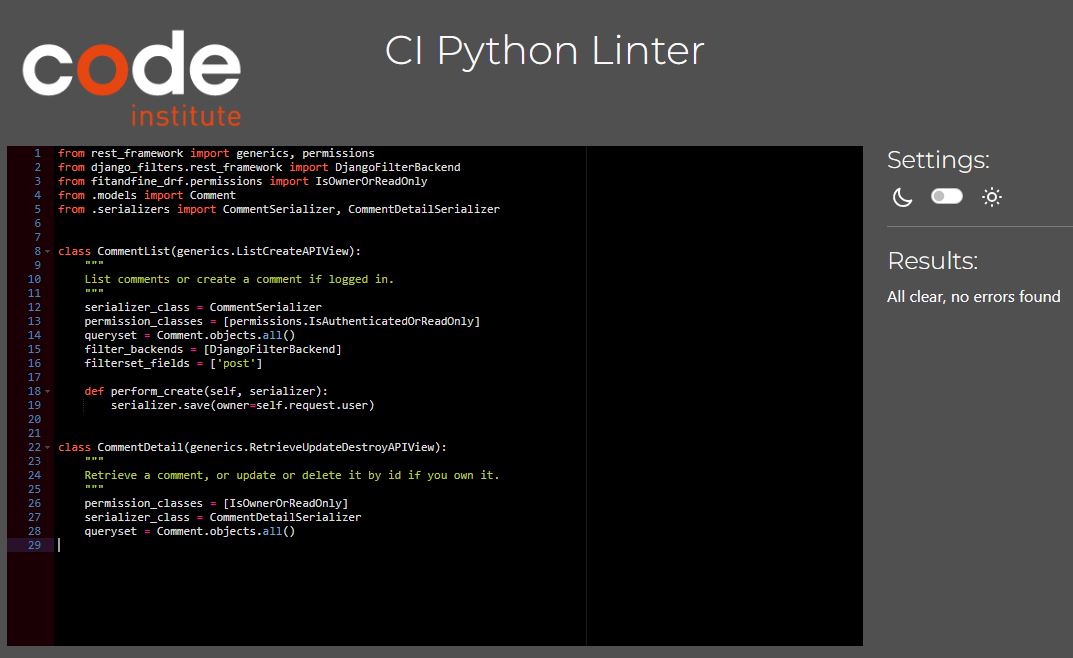 code
institute
CI Python Linter
1 from rest_framework import generics, permissions
2 from django_filters.rest_framework import DjangoFilterBackend
3 from fitandfine_drf.permissions import IsOwnerOrReadOnly
4 from .models import Comment
5 from .serializers import CommentSerializer, CommentDetailSerializer
6
7
8 class CommentList(generics.ListCreateAPIView):
9     """
10     List comments or create a comment if logged in.
11     """
12     serializer_class = CommentSerializer
13     permission_classes = [permissions.IsAuthenticatedOrReadOnly]
14     queryset = Comment.objects.all()
15     filter_backends = [DjangoFilterBackend]
16     filterset_fields = ['post']
17
18     def perform_create(self, serializer):
19         serializer.save(owner=self.request.user)
20
21
22 class CommentDetail(generics.RetrieveUpdateDestroyAPIView):
23     """
24     Retrieve a comment, or update or delete it by id if you own it.
25     """
26     permission_classes = [IsOwnerOrReadOnly]
27     serializer_class = CommentDetailSerializer
28     queryset = Comment.objects.all()
29
Settings:
Results:
All clear, no errors found